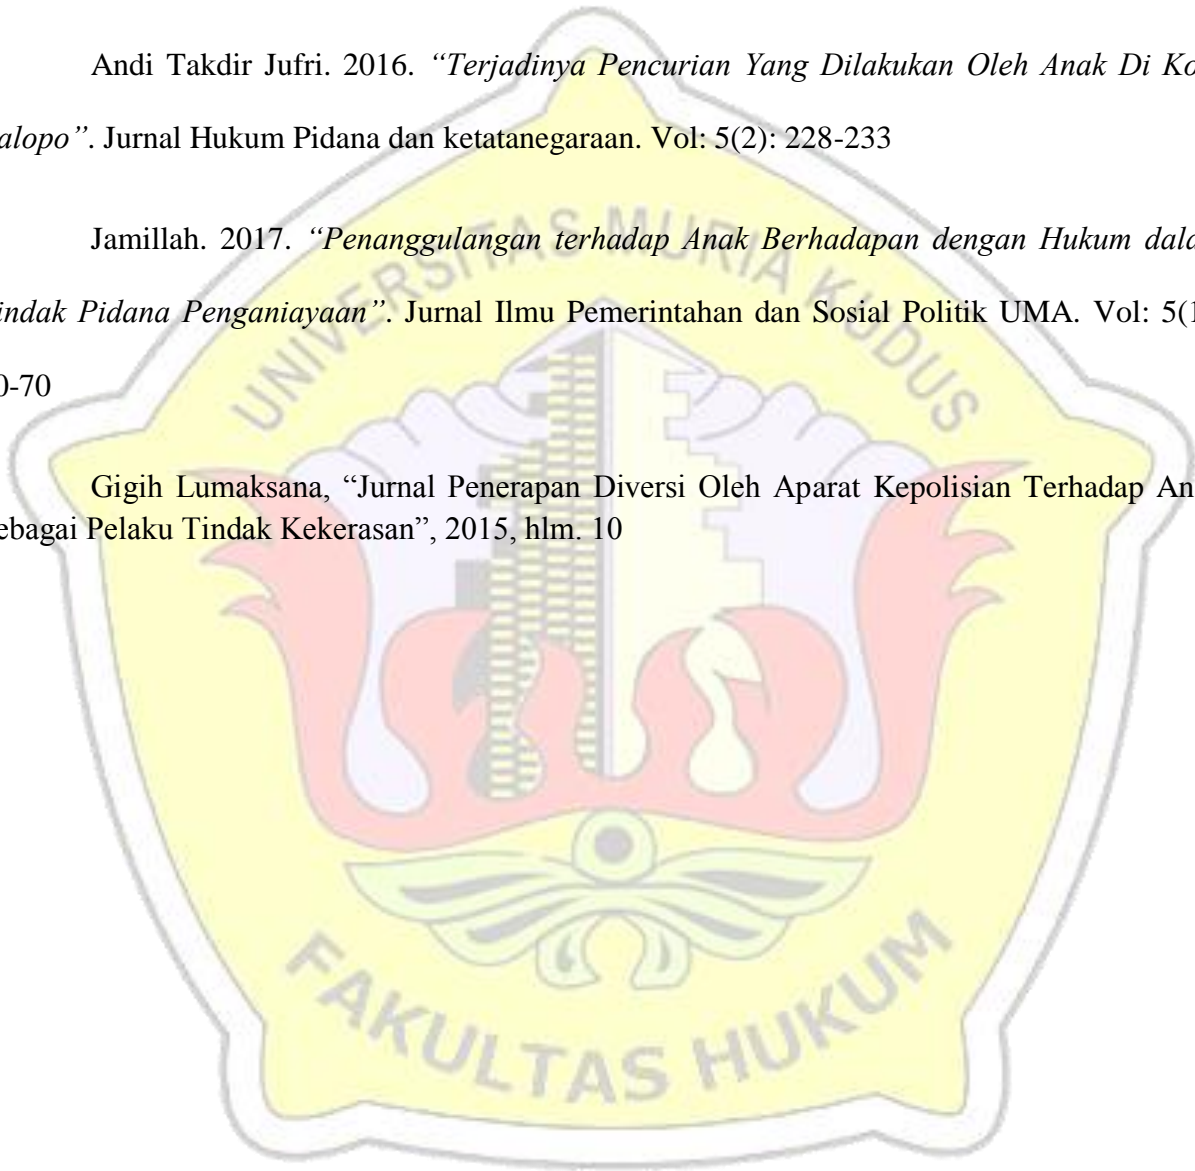 Andi Takdir Jufri. 2016. “Terjadinya Pencurian Yang Dilakukan Oleh Anak Di Ko
alopo”. Jurnal Hukum Pidana dan ketatanegaraan. Vol: 5(2): 228-233
Jamillah. 2017. “Penanggulangan terhadap Anak Berhadapan dengan Hukum dala
indak Pidana Penganiayaan”. Jurnal Ilmu Pemerintahan dan Sosial Politik UMA. Vol: 5(1
0-70
Gigih Lumaksana, “Jurnal Penerapan Diversi Oleh Aparat Kepolisian Terhadap An
ebagai Pelaku Tindak Kekerasan”, 2015, hlm. 10
UNIVERSITAS MURIA KUDUS
FAKULTAS HUKUM